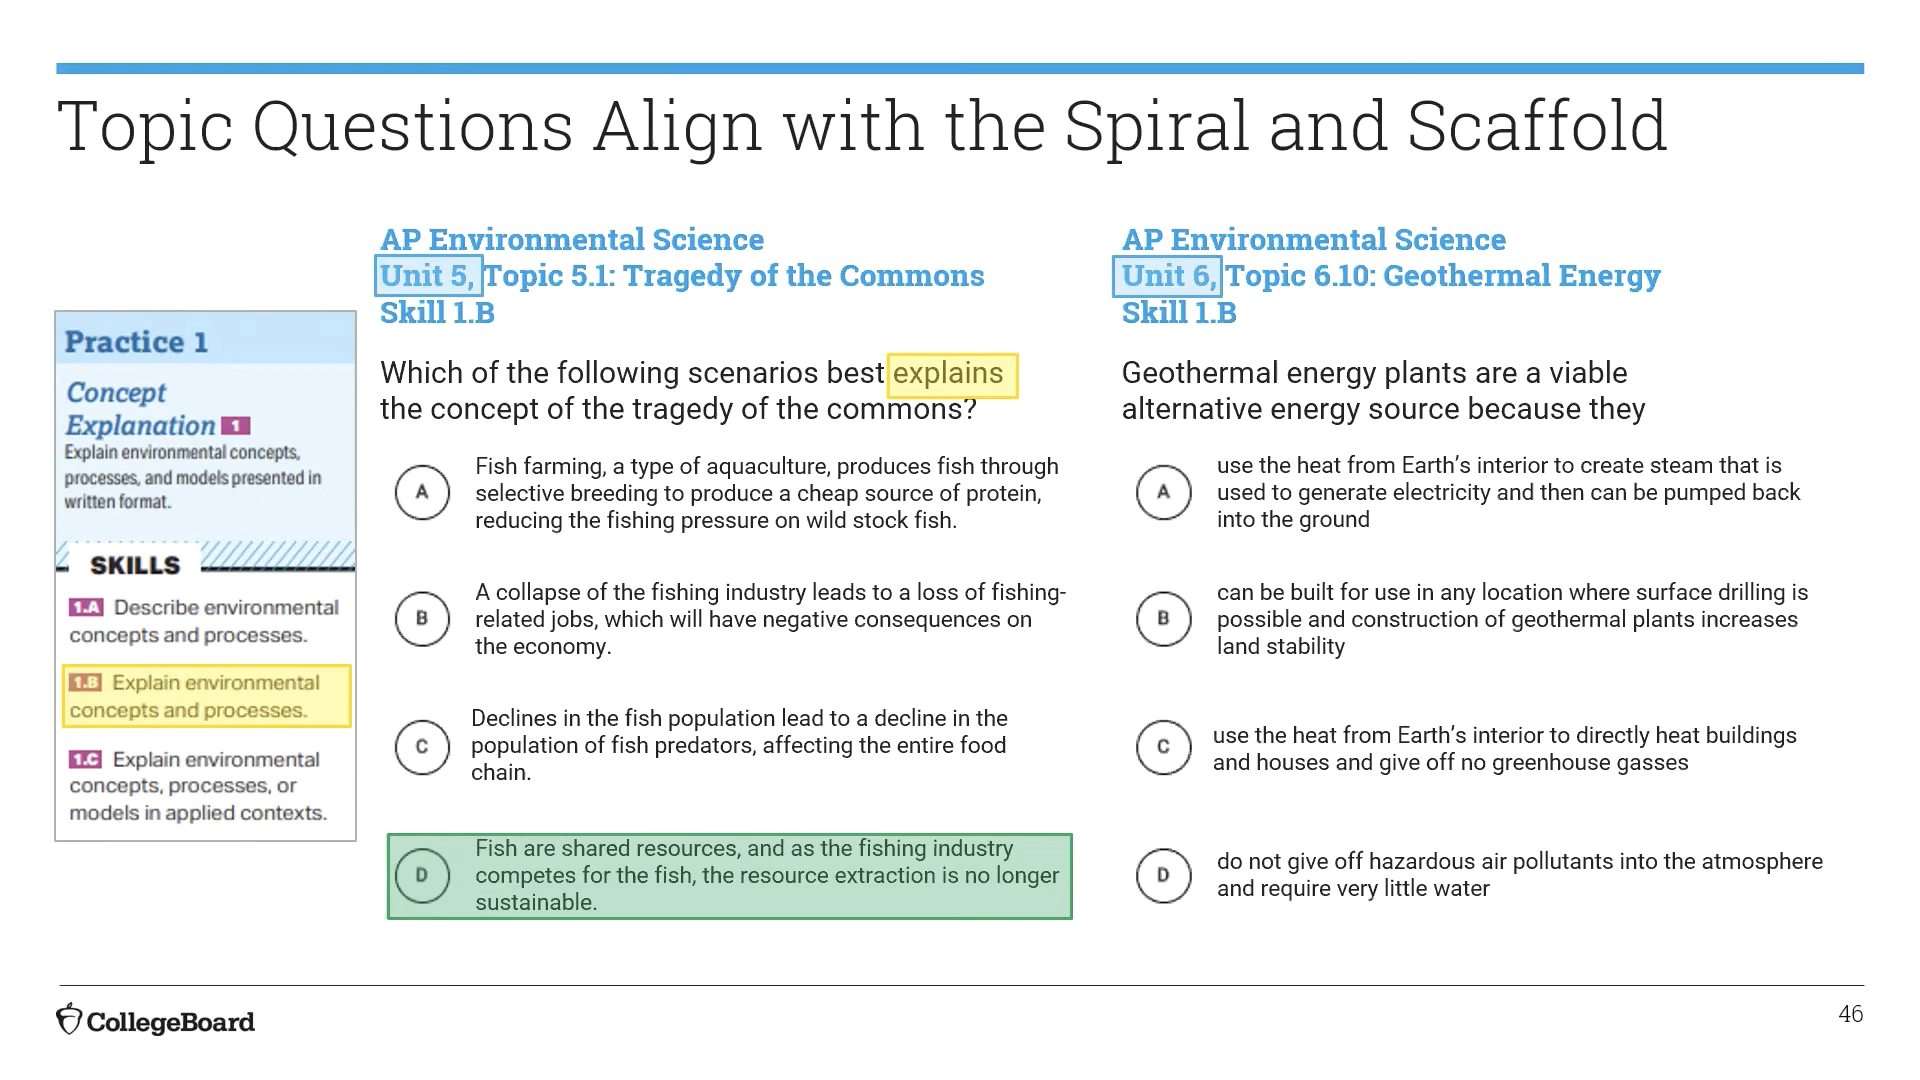 Topic Questions Align with the Spiral and Scaffold
Practice 1
Concept
Explanation 1
Explain environmental concepts,
processes, and models presented in
written format.
SKILLS
1.A Describe environmental
concepts and processes.
1.B Explain environmental
concepts and processes.
1.C Explain environmental
concepts, processes, or
models in applied contexts.
AP Environmental Science
Unit 5, Topic 5.1: Tragedy of the Commons
Skill 1.B
Which of the following scenarios best explains
the concept of the tragedy of the commons?
A Fish farming, a type of aquaculture, produces fish through
selective breeding to produce a cheap source of protein,
reducing the fishing pressure on wild stock fish.
B A collapse of the fishing industry leads to a loss of fishing-
related jobs, which will have negative consequences on
the economy.
C Declines in the fish population lead to a decline in the
population of fish predators, affecting the entire food
chain.
D Fish are shared resources, and as the fishing industry
competes for the fish, the resource extraction is no longer
sustainable.
AP Environmental Science
Unit 6, Topic 6.10: Geothermal Energy
Skill 1.B
Geothermal energy plants are a viable
alternative energy source because they
A use the heat from Earth's interior to create steam that is
used to generate electricity and then can be pumped back
into the ground
B can be built for use in any location where surface drilling is
possible and construction of geothermal plants increases
land stability
C use the heat from Earth's interior to directly heat buildings
and houses and give off no greenhouse gasses
D do not give off hazardous air pollutants into the atmosphere
and require very little water
CollegeBoard
46